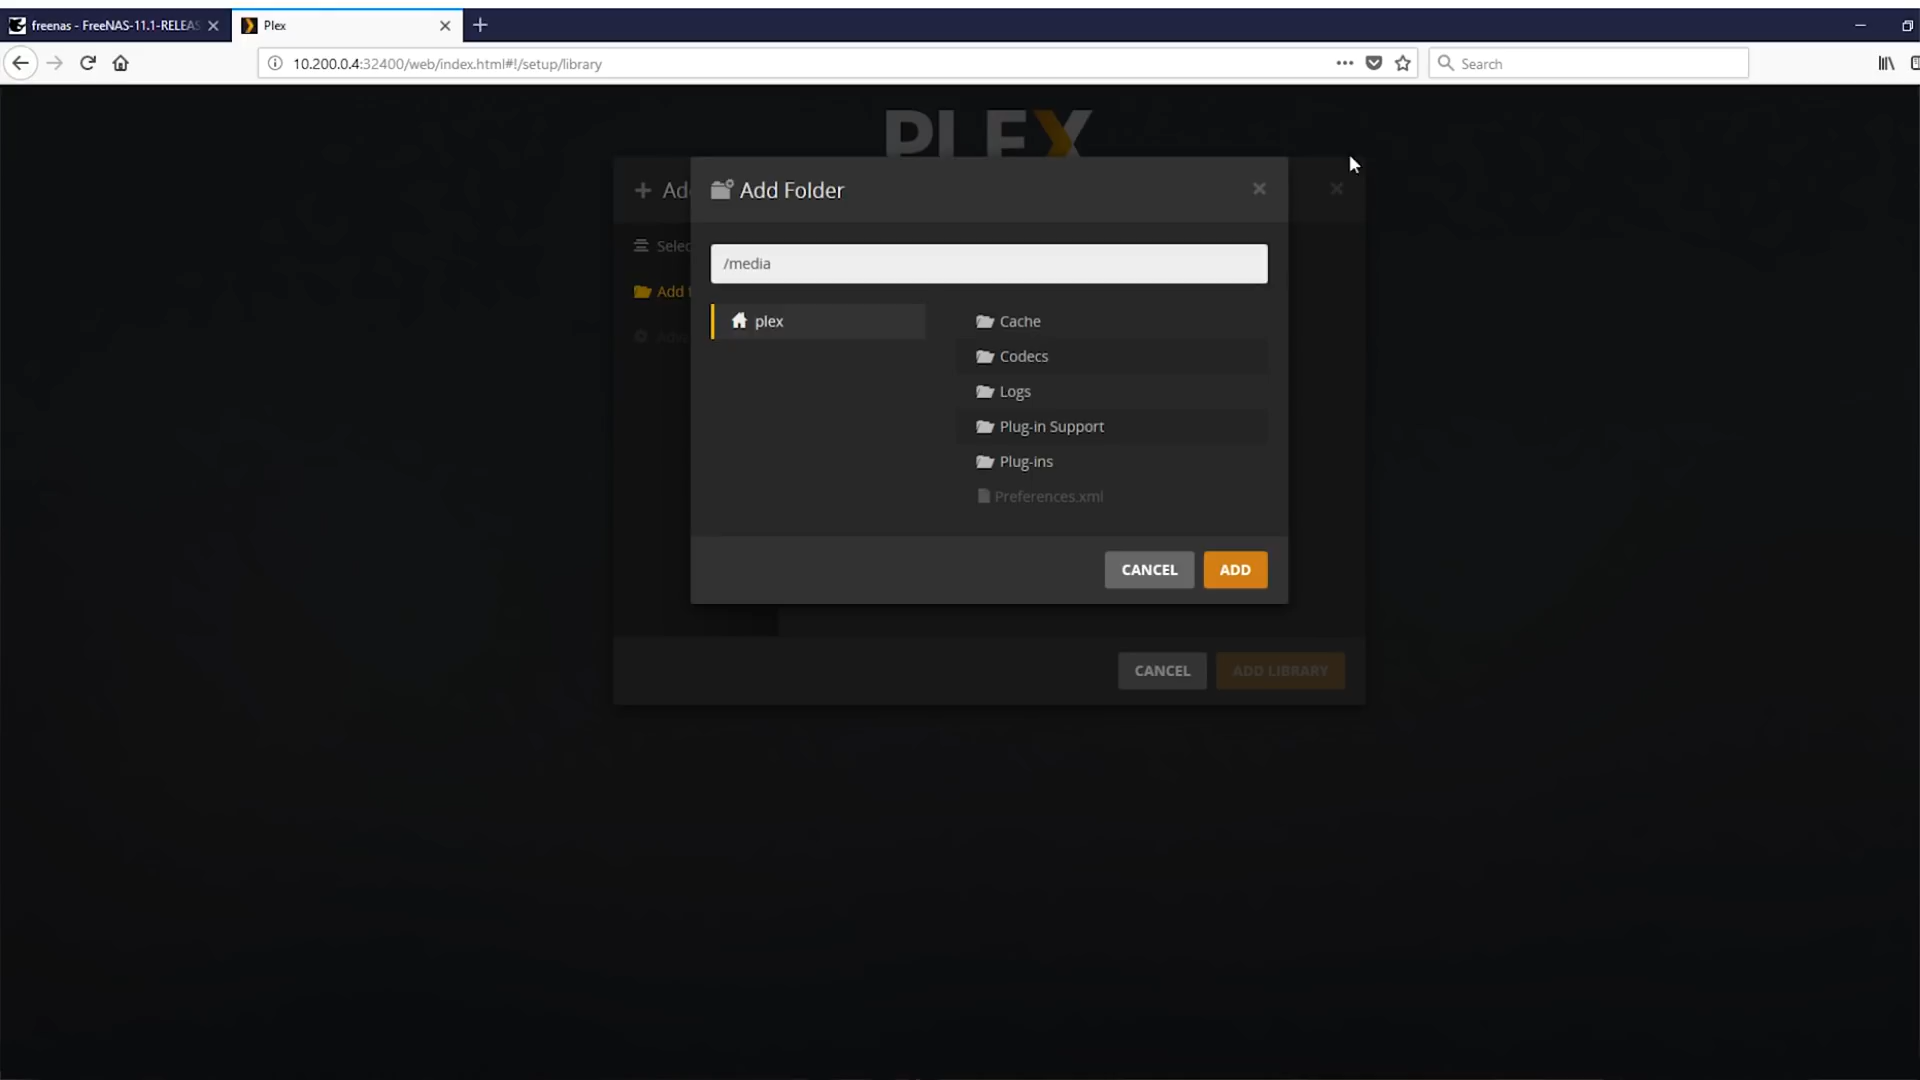 freenas - FreeNAS-11.1-RELEAS
Plex
10.200.0.4:32400/web/index.html#!/setup/library
Search
PLEX
Add Folder
/media
Add
plex
Cache
Codecs
Logs
Plug-in Support
Plug-ins
Preferences.xml
CANCEL
ADD
CANCEL
ADD LIBRARY